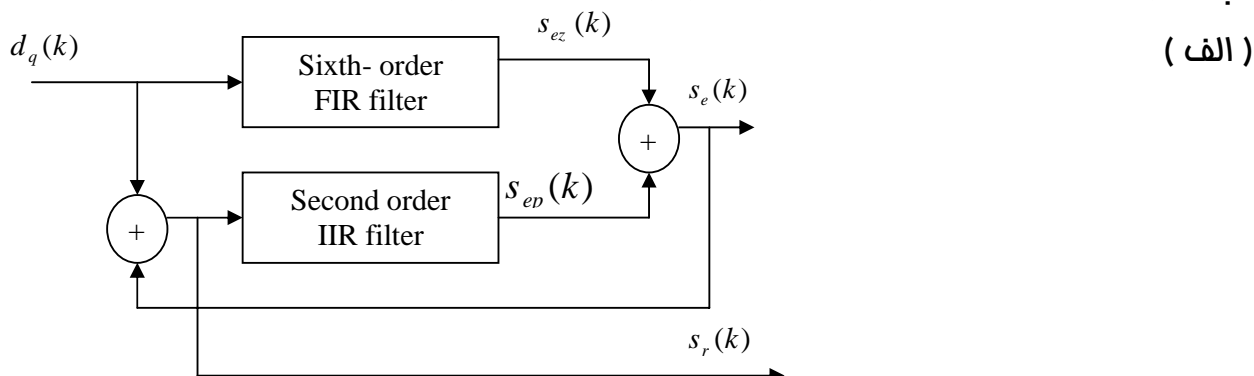 ( الف )
d_q(k)
s_ez(k)
Sixth- order
FIR filter
s_e(k)
+
Second order
IIR filter
s_ep(k)
+
s_r(k)